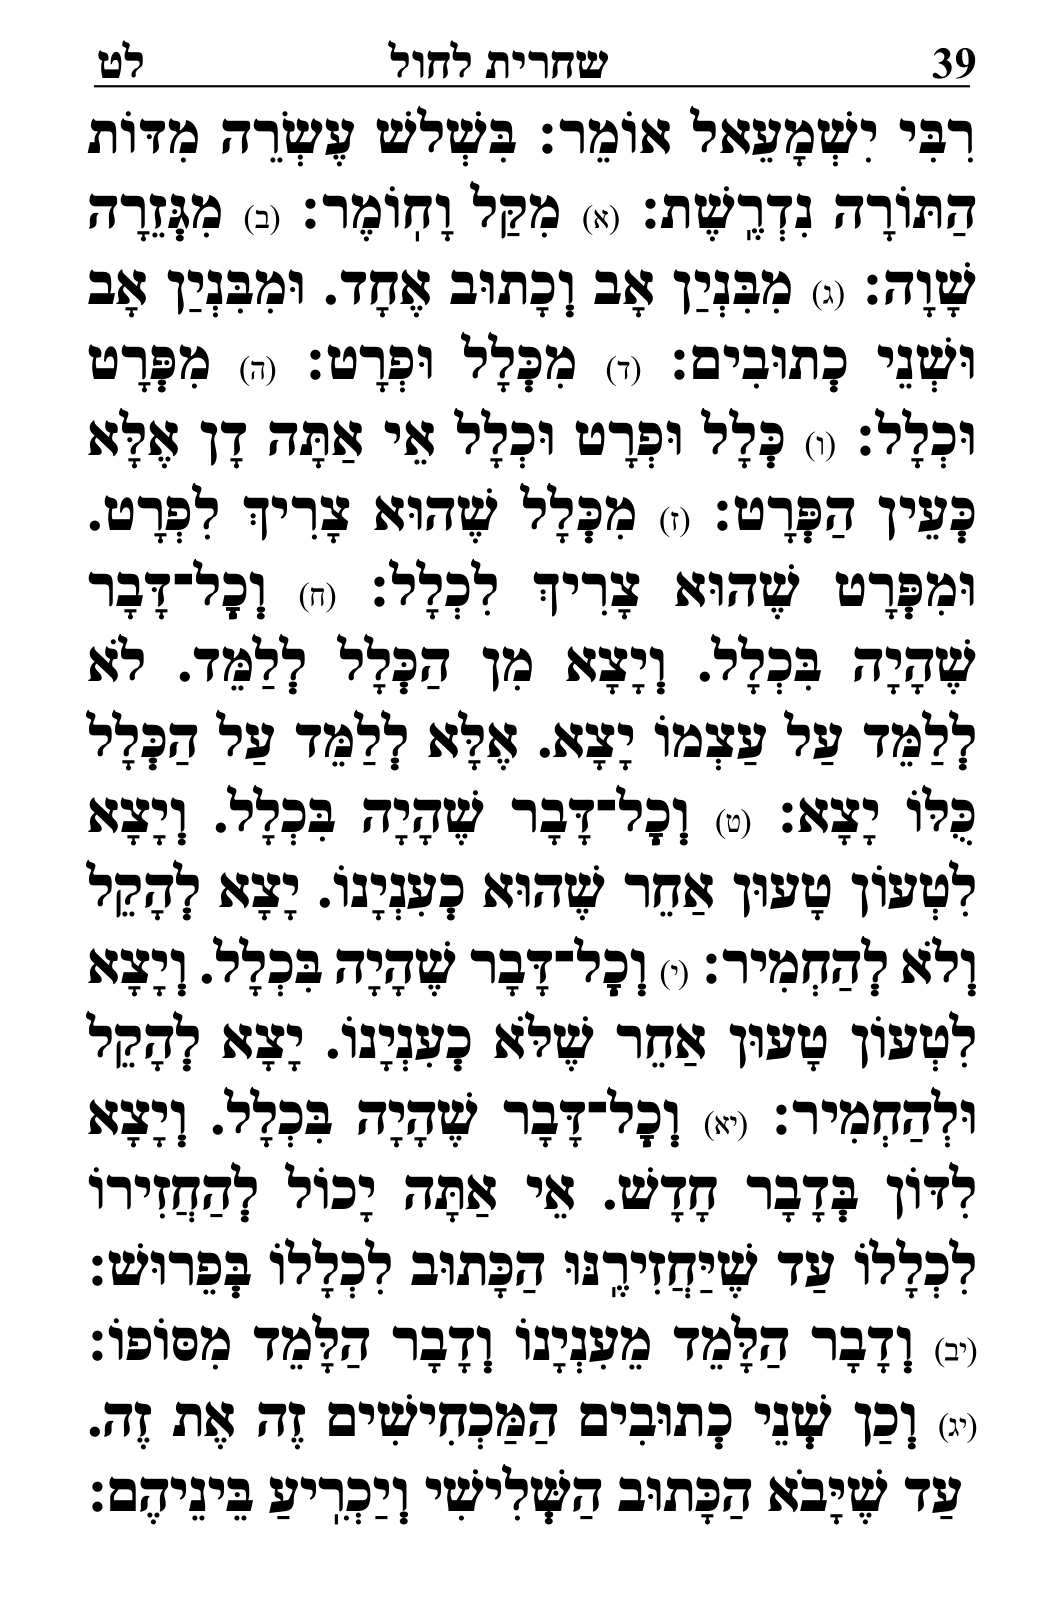 39 שחרית לחול לט
רִבִּי יִשְׁמָעֵאל אוֹמֵר: בִּשְׁלֹשׁ עֶשְׂרֵה מִדּוֹת
הַתּוֹרָה נִדְרֶֽשֶׁת: (א) מִקַּל וָחֽוֹמֶר: (ב) מִגְּזֵרָה
שָׁוָה: (ג) מִבִּנְיַן אָב וְכָתוּב אֶחָד. וּמִבִּנְיַן אָב
וּשְׁנֵי כְתוּבִים: (ד) מִכְּלָל וּפְרָט: (ה) מִפְּרָט
וּכְלָל: (ו) כְּלָל וּפְרָט וּכְלָל אֵי אַתָּה דָן אֶלָּא
כְּעֵין הַפְּרָט: (ז) מִכְּלָל שֶׁהוּא צָרִיךְ לִפְרָט.
וּמִפְּרָט שֶׁהוּא צָרִיךְ לִכְלָל: (ח) וְכׇל־דָּבָר
שֶׁהָיָה בִּכְלָל. וְיָצָא מִן הַכְּלָל לְלַמֵּד. לֹא
לְלַמֵּד עַל עַצְמוֹ יָצָא. אֶלָּא לְלַמֵּד עַל הַכְּלָל
כֻּלּוֹ יָצָא: (ט) וְכׇל־דָּבָר שֶׁהָיָה בִּכְלָל. וְיָצָא
לִטְעוֹן טָעוּן אַחֵר שֶׁהוּא כְעִנְיָנוֹ. יָצָא לְהָקֵל
וְלֹא לְהַחְמִיר: (י) וְכׇל־דָּבָר שֶׁהָיָה בִּכְלָל. וְיָצָא
לִטְעוֹן טָעוּן אַחֵר שֶׁלֹּא כְעִנְיָנוֹ. יָצָא לְהָקֵל
וּלְהַחְמִיר: (יא) וְכׇל־דָּבָר שֶׁהָיָה בִּכְלָל. וְיָצָא
לִדּוֹן בְּדָבָר חָדָשׁ. אֵי אַתָּה יָכוֹל לְהַחֲזִירוֹ
לִכְלָלוֹ עַד שֶׁיַּחֲזִירֶֽנּוּ הַכָּתוּב לִכְלָלוֹ בְּפֵרוּשׁ:
(יב) וְדָבָר הַלָּמֵד מֵעִנְיָנוֹ וְדָבָר הַלָּמֵד מִסּוֹפוֹ:
(יג) וְכַן שְׁנֵי כְתוּבִים הַמַּכְחִישִׁים זֶה אֶת זֶה.
עַד שֶׁיָּבֹא הַכָּתוּב הַשְּׁלִישִׁי וְיַכְרִֽיעַ בֵּינֵיהֶם: